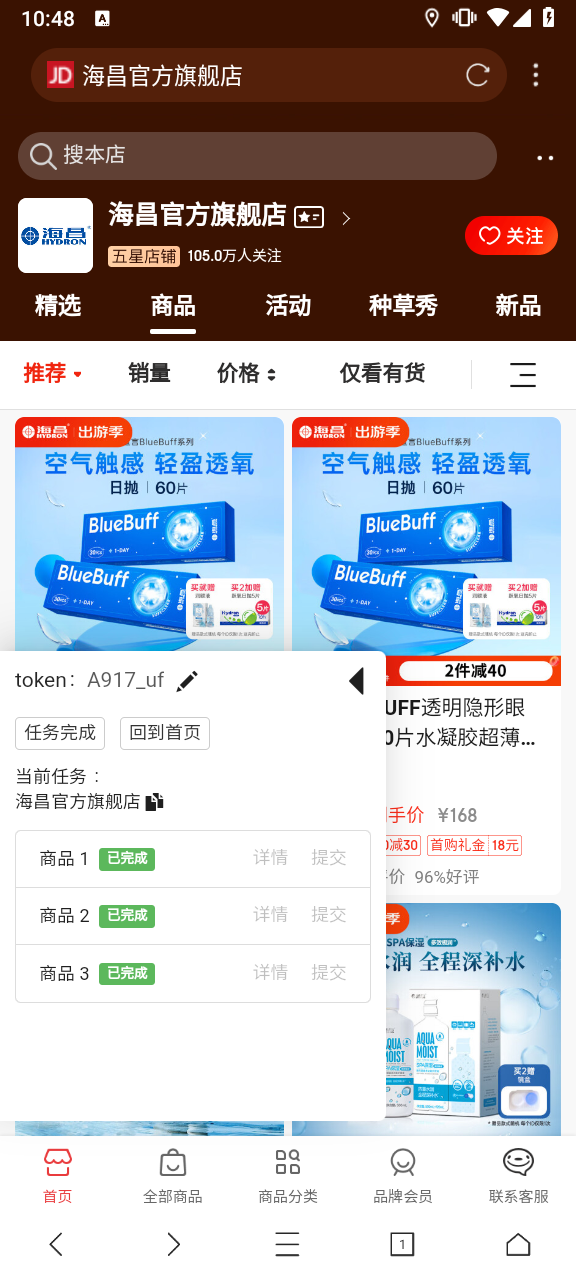 10:48
A
JD 海昌官方旗舰店
搜本店
海昌 HYDRON
海昌官方旗舰店
五星店铺 105.0万人关注
关注
精选 商品 活动 种草秀 新品
推荐 销量 价格 仅看有货
海昌 HYDRON 出游季
BlueBuff系列
空气触感 轻盈透氧
日抛 60片
BlueBuff
1-DAY
BlueBuff
1-DAY
买就赠 买2加赠
5片
海昌 HYDRON 出游季
BlueBuff系列
空气触感 轻盈透氧
日抛 60片
BlueBuff
1-DAY
BlueBuff
1-DAY
买就赠 买2加赠
5片
2件减40
UFF透明隐形眼
0片水凝胶超薄...
手价 ¥168
减30 首购礼金 18元
96%好评
token: A917_uf
任务完成 回到首页
当前任务：
海昌官方旗舰店
商品 1 已完成 详情 提交
商品 2 已完成 详情 提交
商品 3 已完成 详情 提交
季
SPA保湿
水润 全程深补水
AQUA
MOIST
AQUA
MOIST
买2赠
首页 全部商品 商品分类 品牌会员 联系客服
1